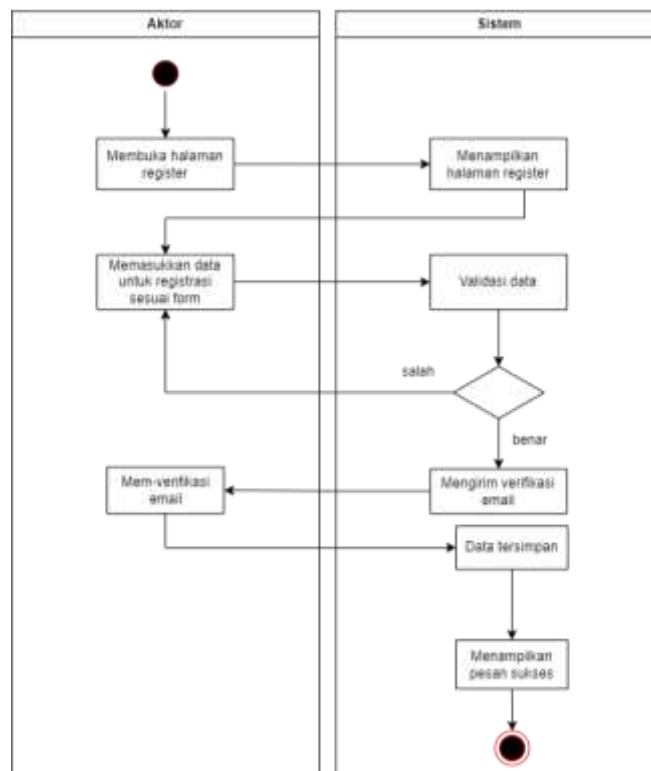 Aktor
Sistem
Membuka halaman
register
Menampilkan
halaman register
Memasukkan data
untuk registrasi
sesuai form
Validasi data
salah
benar
Mem-verifikasi
email
Mengirim verifikasi
email
Data tersimpan
Menampilkan
pesan sukses